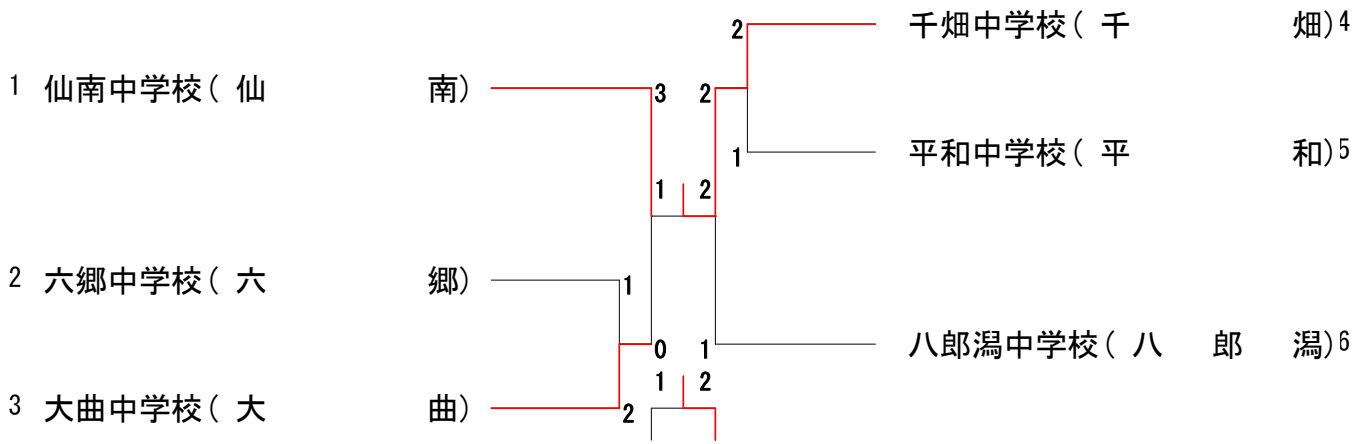 2 千畑中学校( 千 畑)4
1 仙南中学校( 仙 南) 3 2
1 平和中学校( 平 和)5
1 2
2 六郷中学校( 六 郷) 1
0 1 八郎潟中学校( 八 郎 潟)6
1 2
3 大曲中学校( 大 曲) 2